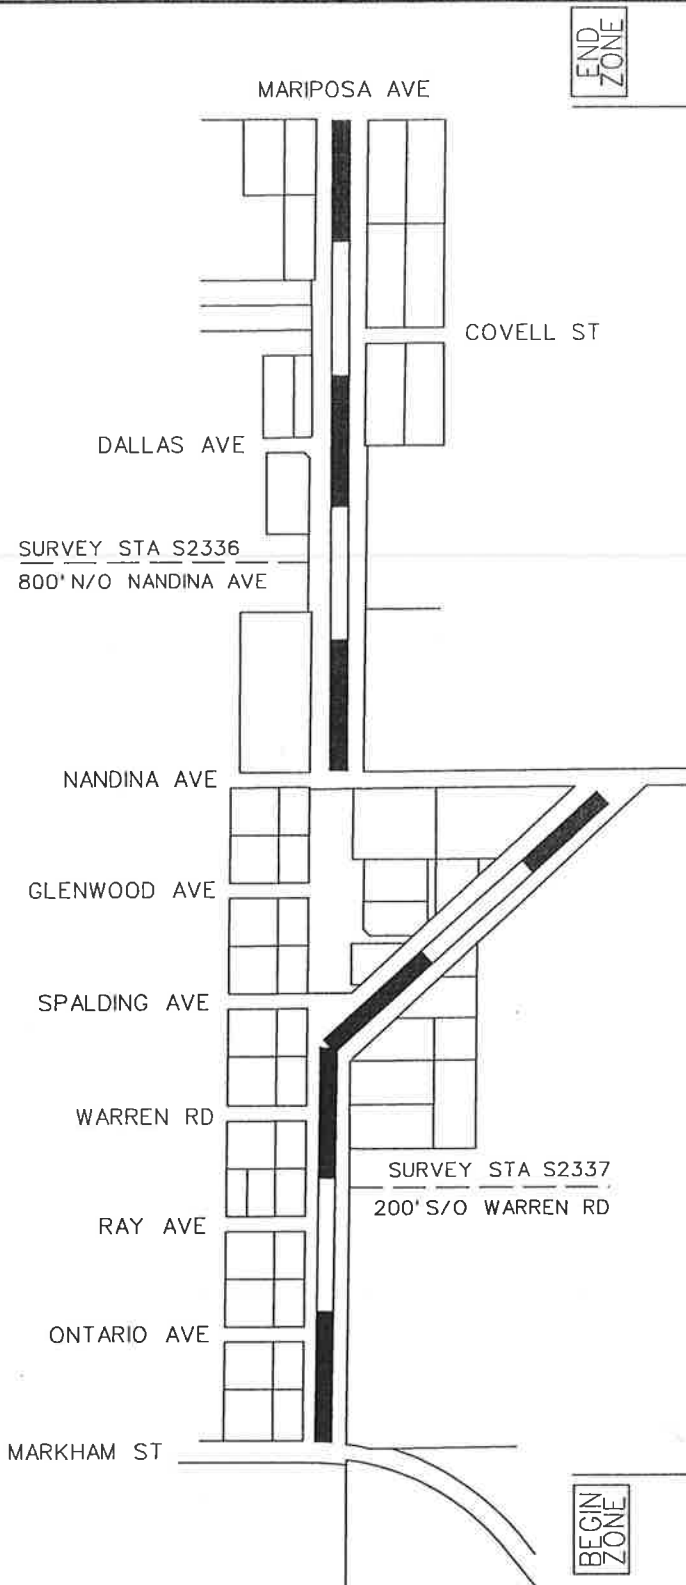 END
ZONE
MARIPOSA AVE
COVELL ST
DALLAS AVE
SURVEY STA S2336
800' N/O NANDINA AVE
NANDINA AVE
GLENWOOD AVE
SPALDING AVE
WARREN RD
SURVEY STA S2337
200' S/O WARREN RD
RAY AVE
ONTARIO AVE
MARKHAM ST
BEGIN
ZONE